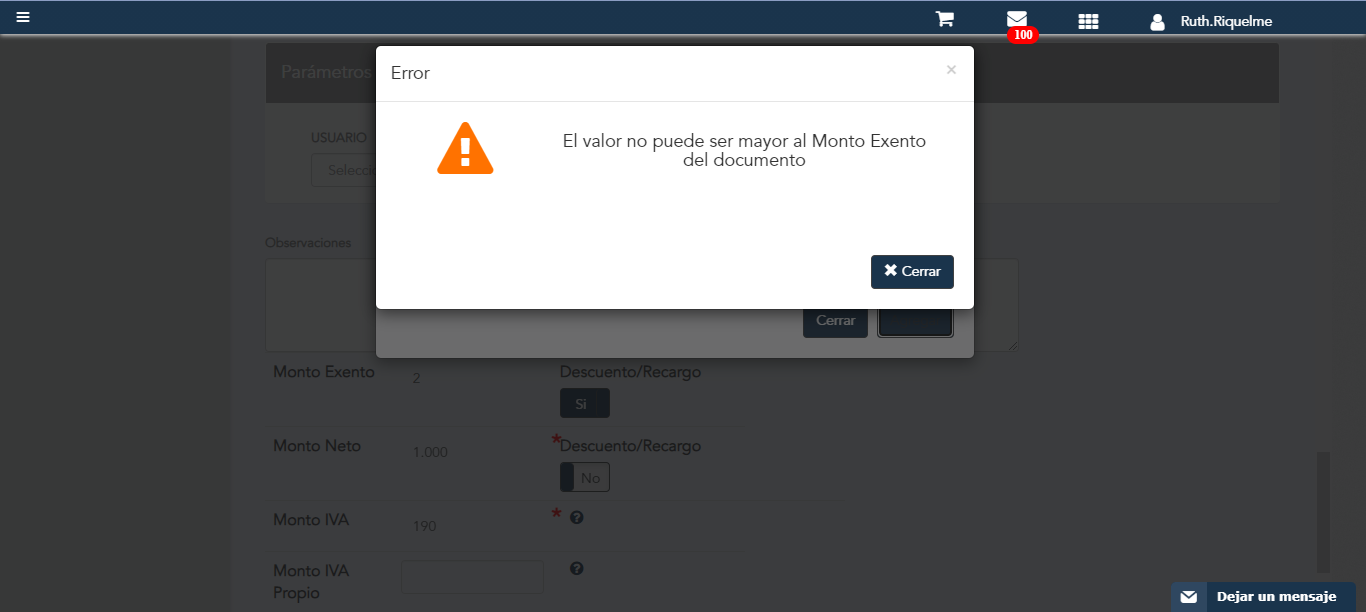 Ruth.Riquelme
100
Error
×
Parámetros
El valor no puede ser mayor al Monto Exento
del documento
USUARIO
Selecci
Observaciones
Cerrar
Cerrar
Monto Exento 2 Descuento/Recargo
Si
Monto Neto 1.000 *Descuento/Recargo
No
Monto IVA 190 * ?
Monto IVA ?
Propio
Dejar un mensaje